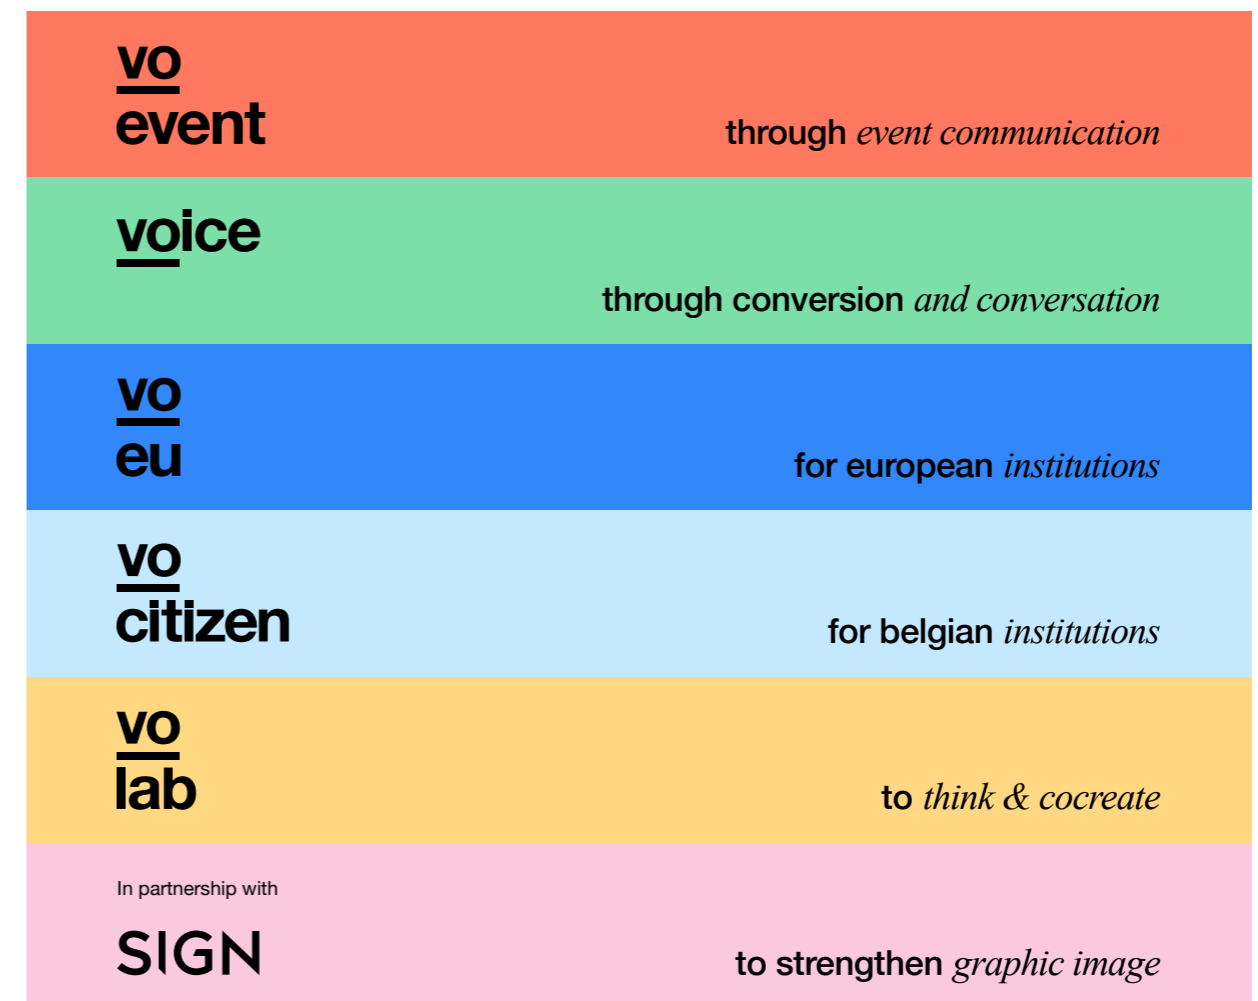 vo
event
through event communication
voice
through conversion and conversation
vo
eu
for european institutions
vo
citizen
for belgian institutions
vo
lab
to think & cocreate
In partnership with
SIGN
to strengthen graphic image